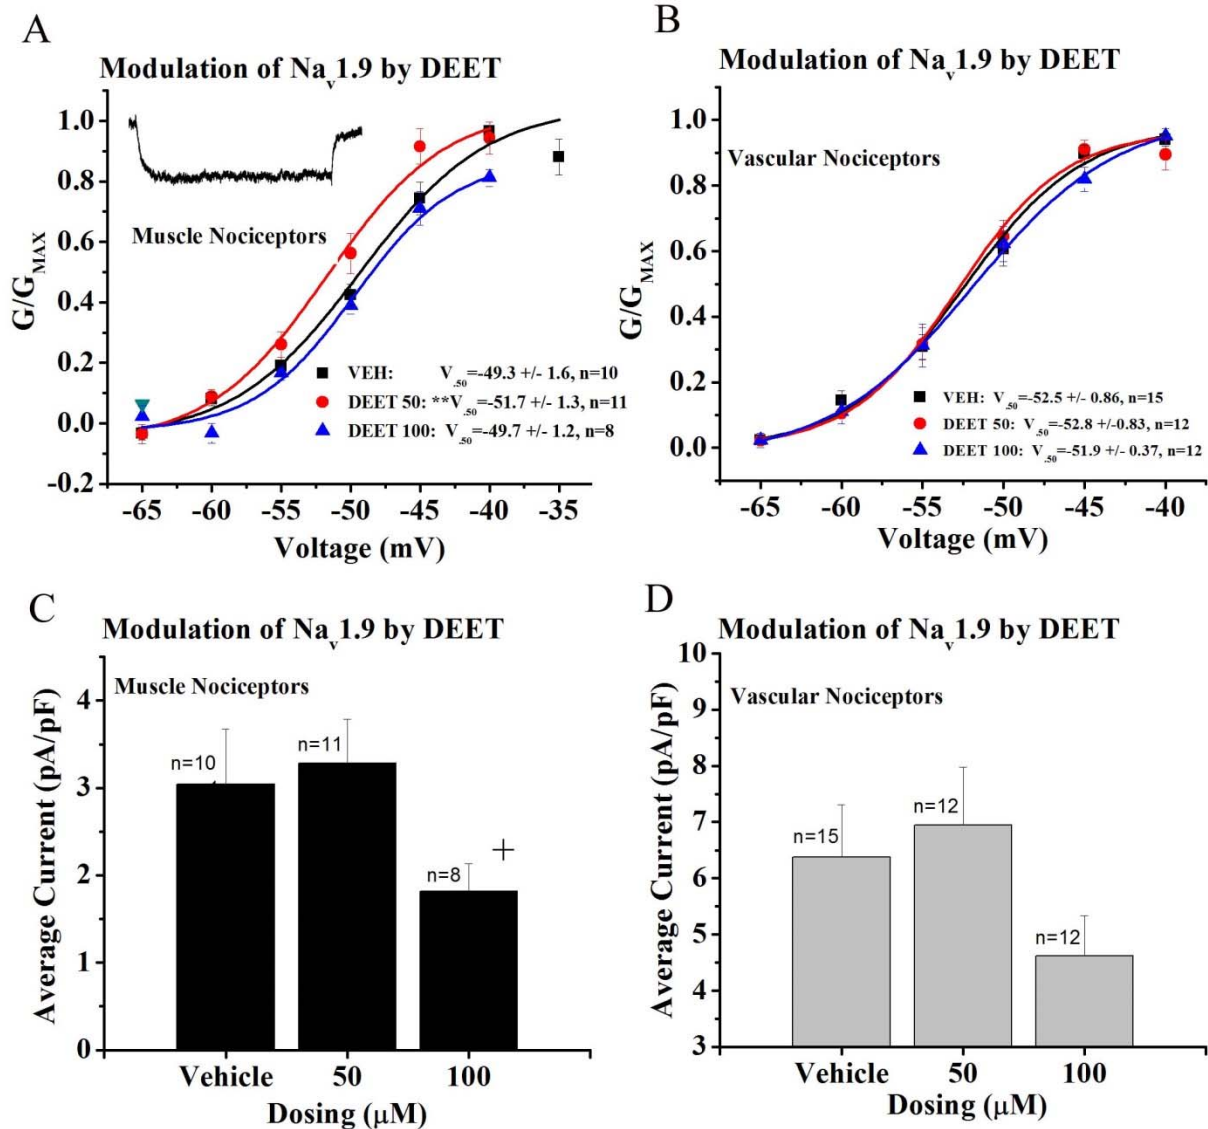 A
Modulation of Nav1.9 by DEET
1.0
0.8
0.6
0.4
0.2
0.0
-0.2
G/GMAX
Muscle Nociceptors
VEH: V.50=-49.3 +/- 1.6, n=10
DEET 50: **V.50=-51.7 +/- 1.3, n=11
DEET 100: V.50=-49.7 +/- 1.2, n=8
-65 -60 -55 -50 -45 -40 -35
Voltage (mV)
B
Modulation of Nav1.9 by DEET
1.0
0.8
0.6
0.4
0.2
0.0
G/GMAX
Vascular Nociceptors
VEH: V.50=-52.5 +/- 0.86, n=15
DEET 50: V.50=-52.8 +/-0.83, n=12
DEET 100: V.50=-51.9 +/- 0.37, n=12
-65 -60 -55 -50 -45 -40
Voltage (mV)
C
Modulation of Nav1.9 by DEET
Muscle Nociceptors
4
3
2
1
0
Average Current (pA/pF)
n=10
n=11
n=8
+
Vehicle 50 100
Dosing (μM)
D
Modulation of Nav1.9 by DEET
Vascular Nociceptors
10
9
8
7
6
5
4
3
Average Current (pA/pF)
n=15
n=12
n=12
Vehicle 50 100
Dosing (μM)